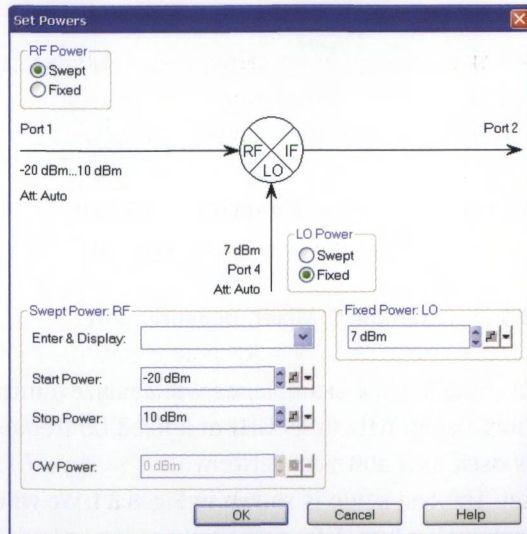 Set Powers
RF Power
Swept
Fixed
Port 1
Port 2
RF
IF
LO
-20 dBm...10 dBm
Att: Auto
7 dBm
Port 4
Att: Auto
LO Power
Swept
Fixed
Swept Power: RF
Enter & Display:
Start Power:
-20 dBm
Stop Power:
10 dBm
CW Power:
0 dBm
Fixed Power: LO
7 dBm
OK
Cancel
Help